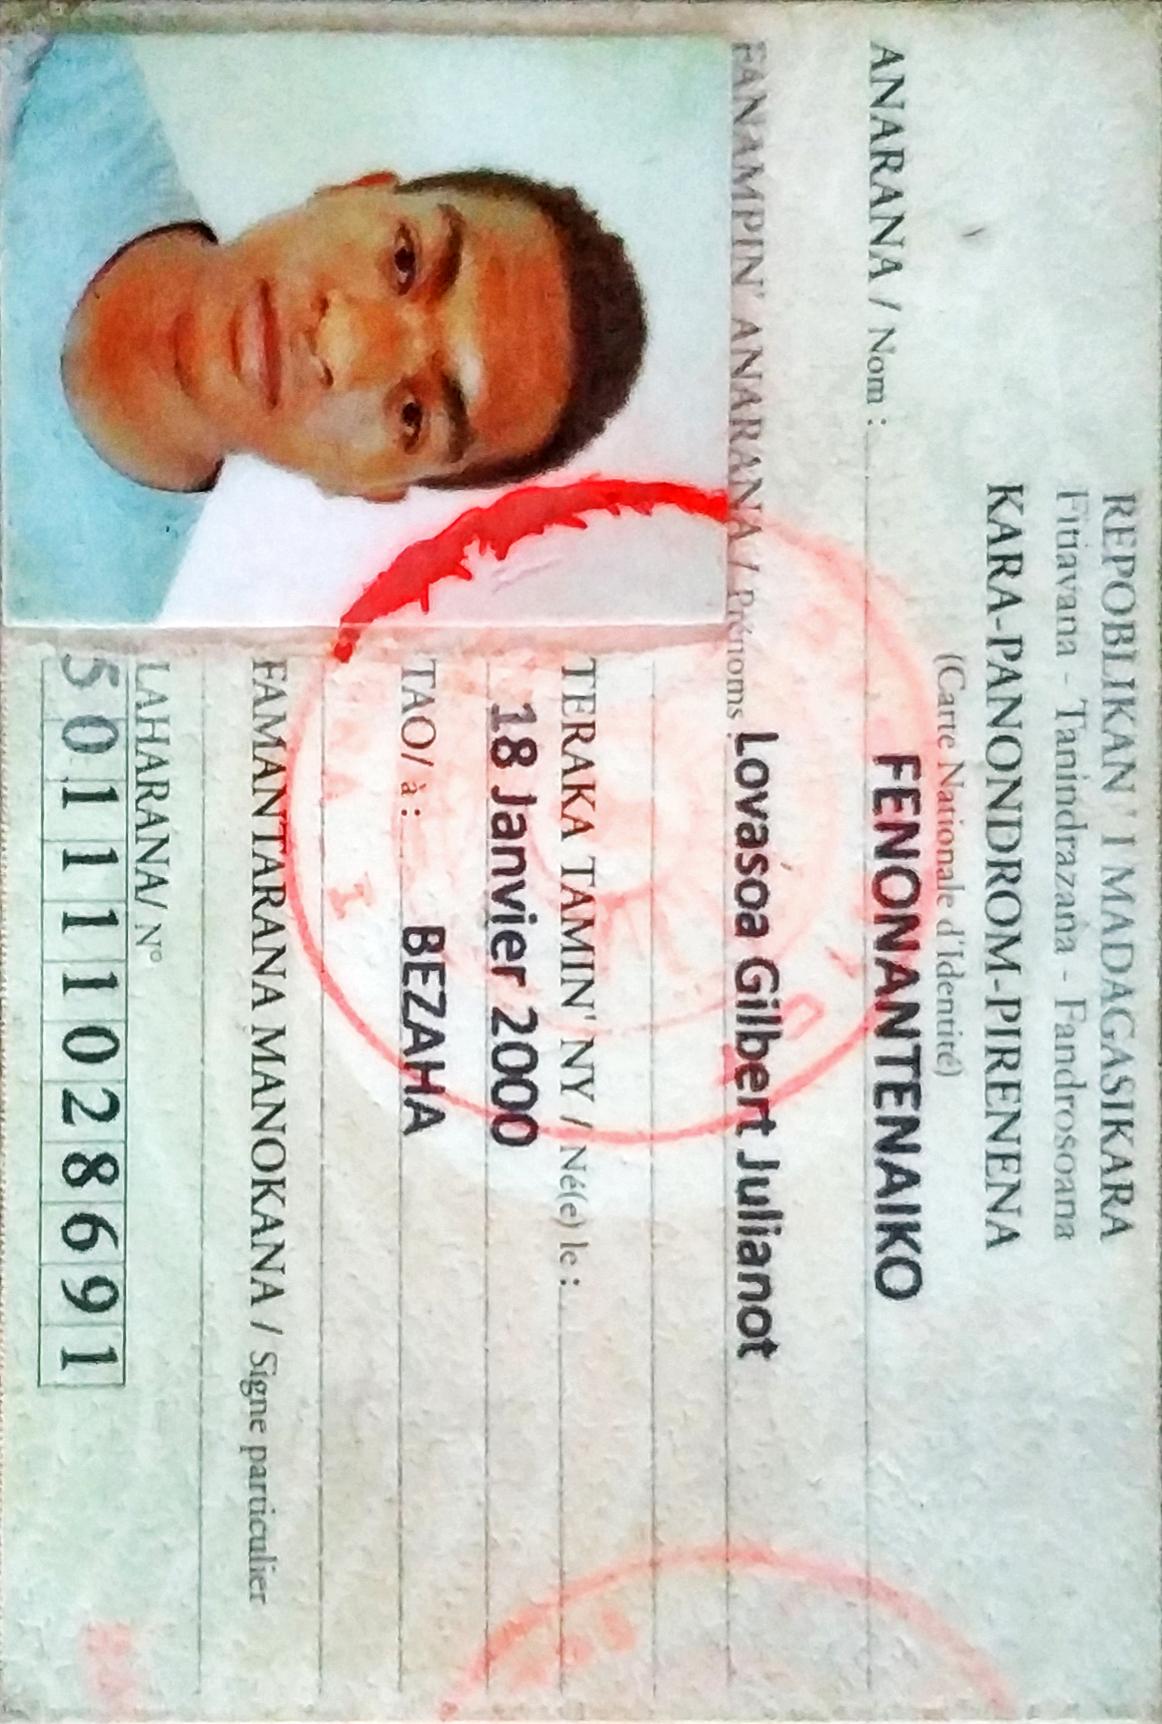 REPOBLIKAN' I MADAGASIKARA
Fitiavana - Tanindrazana - Fandrosoana
KARA-PANONDROM-PIRENENA
(Carte Nationale d'Identité)
ANARANA / Nom : FENONANTENAIKO
FANAMPIN' ANARANA / Prénoms Lovasoa Gilbert Julianot
TERAKA TAMIN' NY / Né(e) le :
18 Janvier 2000
TAO/ à : BEZAHA
FAMANTARANA MANOKANA / Signe particulier
LAHARANA/ N°
501111028691